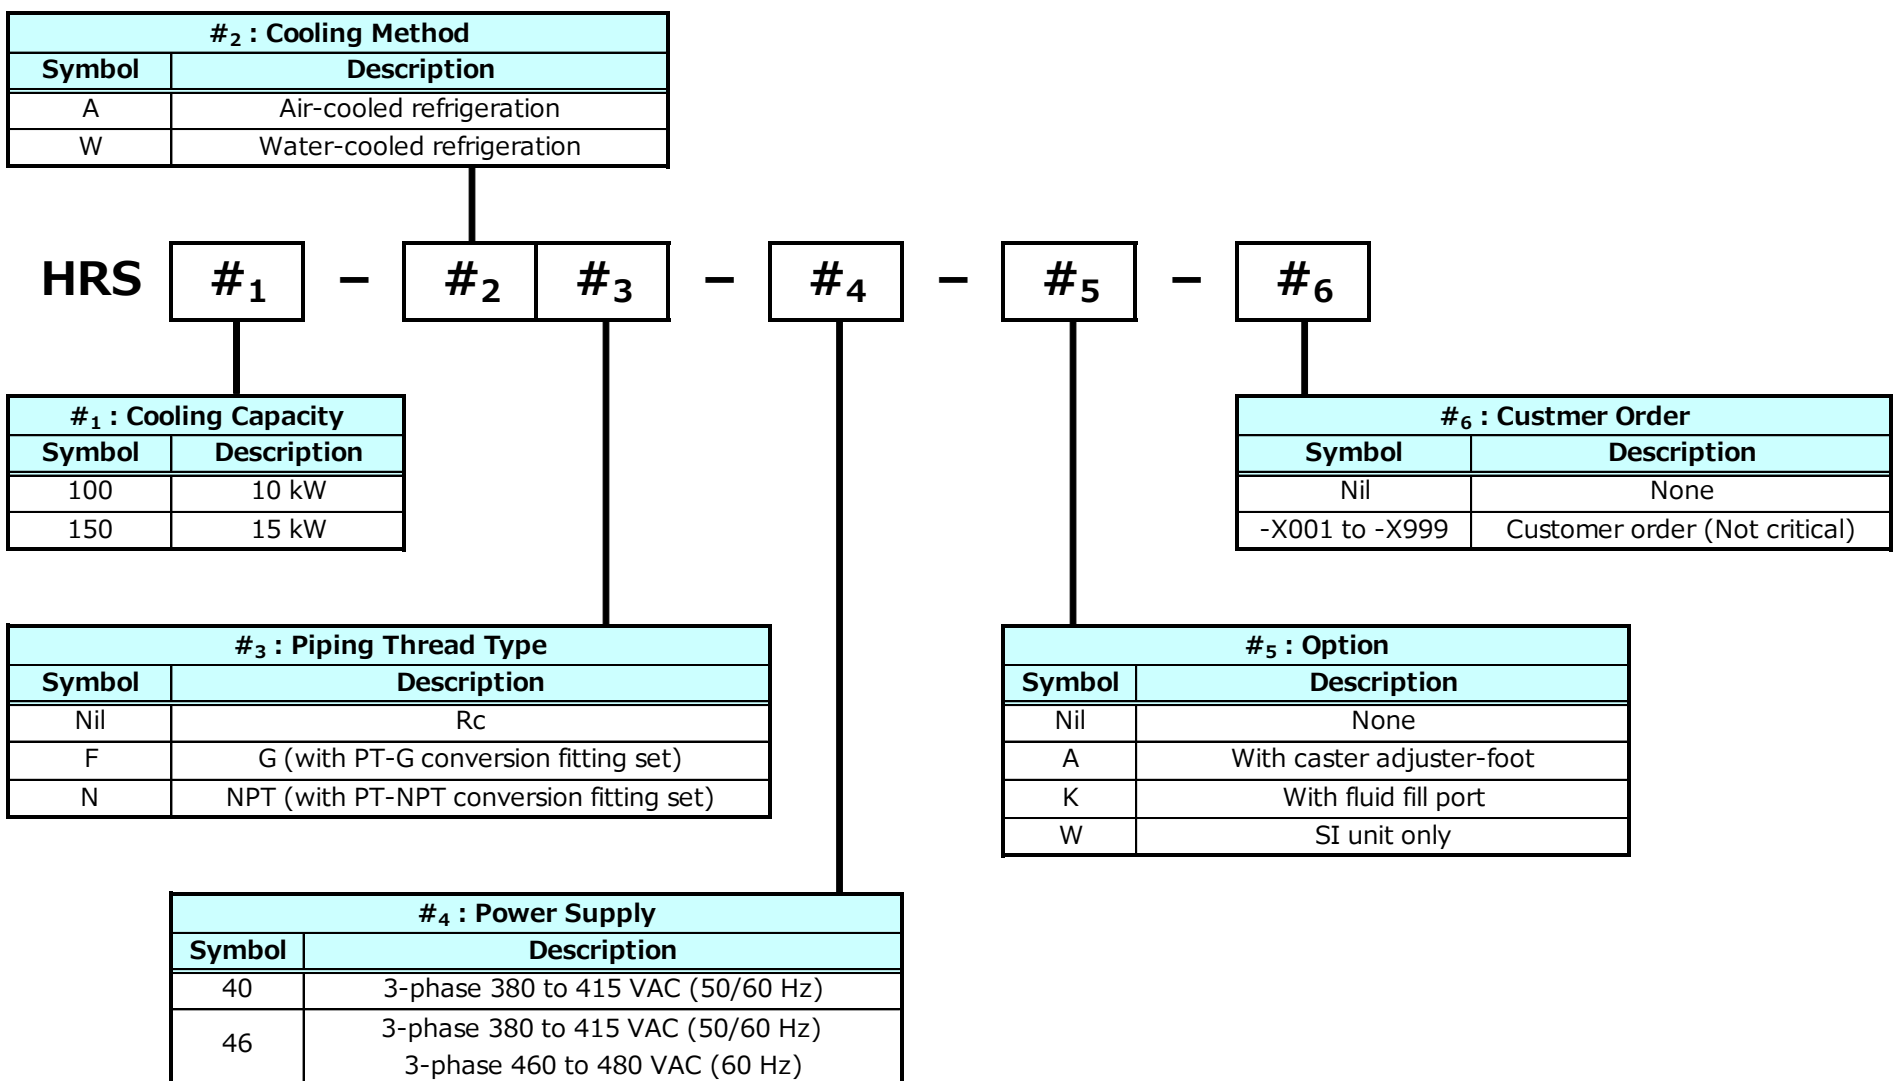 #2 : Cooling Method
Symbol Description
A Air-cooled refrigeration
W Water-cooled refrigeration
HRS #1 – #2 #3 – #4 – #5 – #6
#1 : Cooling Capacity
Symbol Description
100 10 kW
150 15 kW
#6 : Custmer Order
Symbol Description
Nil None
-X001 to -X999 Customer order (Not critical)
#3 : Piping Thread Type
Symbol Description
Nil Rc
F G (with PT-G conversion fitting set)
N NPT (with PT-NPT conversion fitting set)
#5 : Option
Symbol Description
Nil None
A With caster adjuster-foot
K With fluid fill port
W SI unit only
#4 : Power Supply
Symbol Description
40 3-phase 380 to 415 VAC (50/60 Hz)
46 3-phase 380 to 415 VAC (50/60 Hz)
3-phase 460 to 480 VAC (60 Hz)